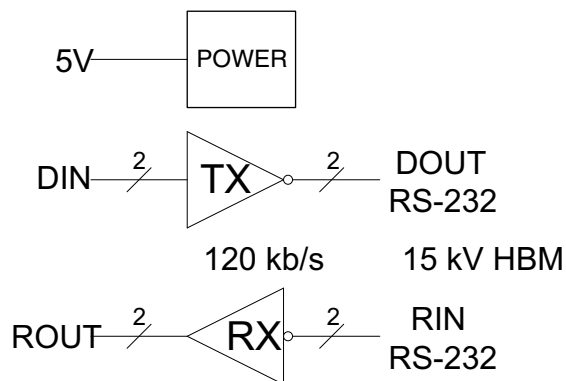 5V POWER
DIN 2 TX 2 DOUT
RS-232
120 kb/s 15 kV HBM
ROUT 2 RX 2 RIN
RS-232